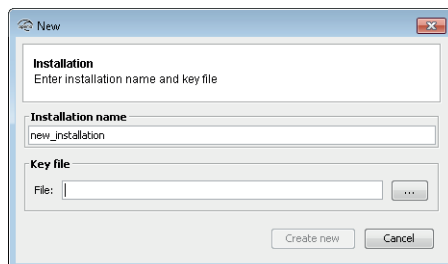 New
Installation
Enter installation name and key file
Installation name
new_installation
Key file
File:
...
Create new
Cancel